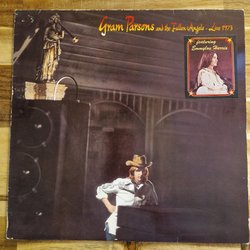 Gram Parsons and the Fallen Angels - Live 1973
featuring
Emmylou Harris